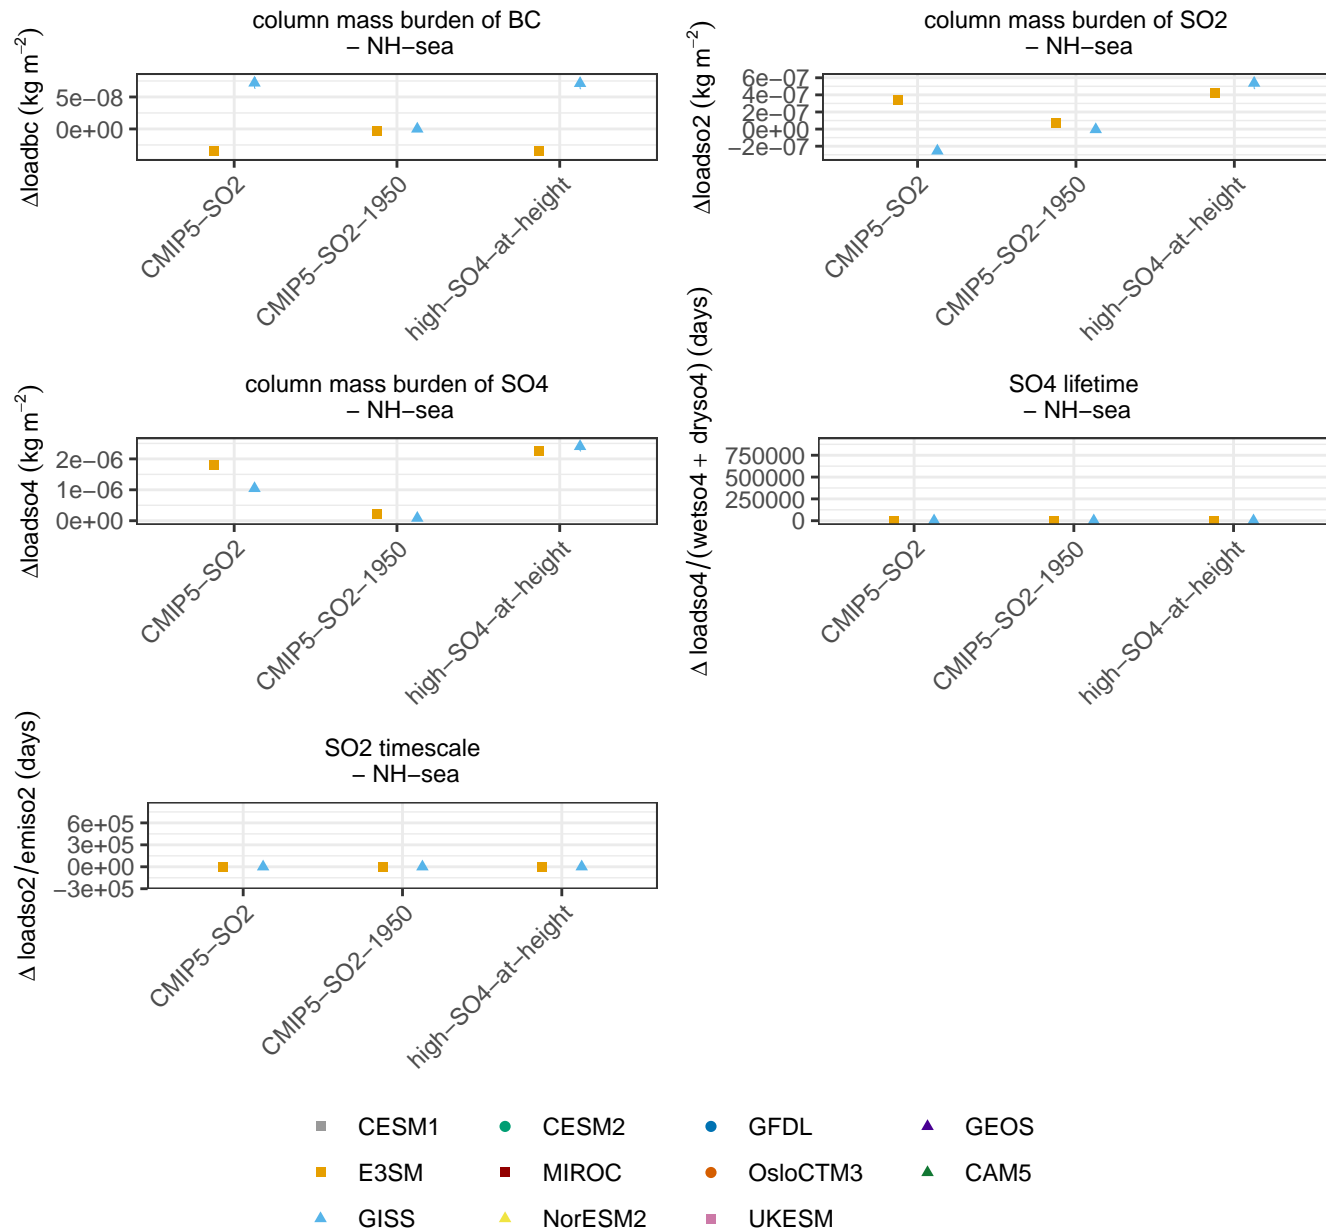 column mass burden of BC
– NH–sea
Δloadbc (kg m⁻²)
5e−08
0e+00
CMIP5−SO2
CMIP5−SO2−1950
high−SO4−at−height
column mass burden of SO2
– NH–sea
Δloadso2 (kg m⁻²)
6e−07
4e−07
2e−07
0e+00
−2e−07
CMIP5−SO2
CMIP5−SO2−1950
high−SO4−at−height
column mass burden of SO4
– NH–sea
Δloadso4 (kg m⁻²)
2e−06
1e−06
0e+00
CMIP5−SO2
CMIP5−SO2−1950
high−SO4−at−height
SO4 lifetime
– NH–sea
Δ loadso4/(wetso4 + dryso4) (days)
750000
500000
250000
0
CMIP5−SO2
CMIP5−SO2−1950
high−SO4−at−height
SO2 timescale
– NH–sea
Δ loadso2/emiso2 (days)
6e+05
3e+05
0e+00
−3e+05
CMIP5−SO2
CMIP5−SO2−1950
high−SO4−at−height
CESM1 CESM2 GFDL GEOS
E3SM MIROC OsloCTM3 CAM5
GISS NorESM2 UKESM